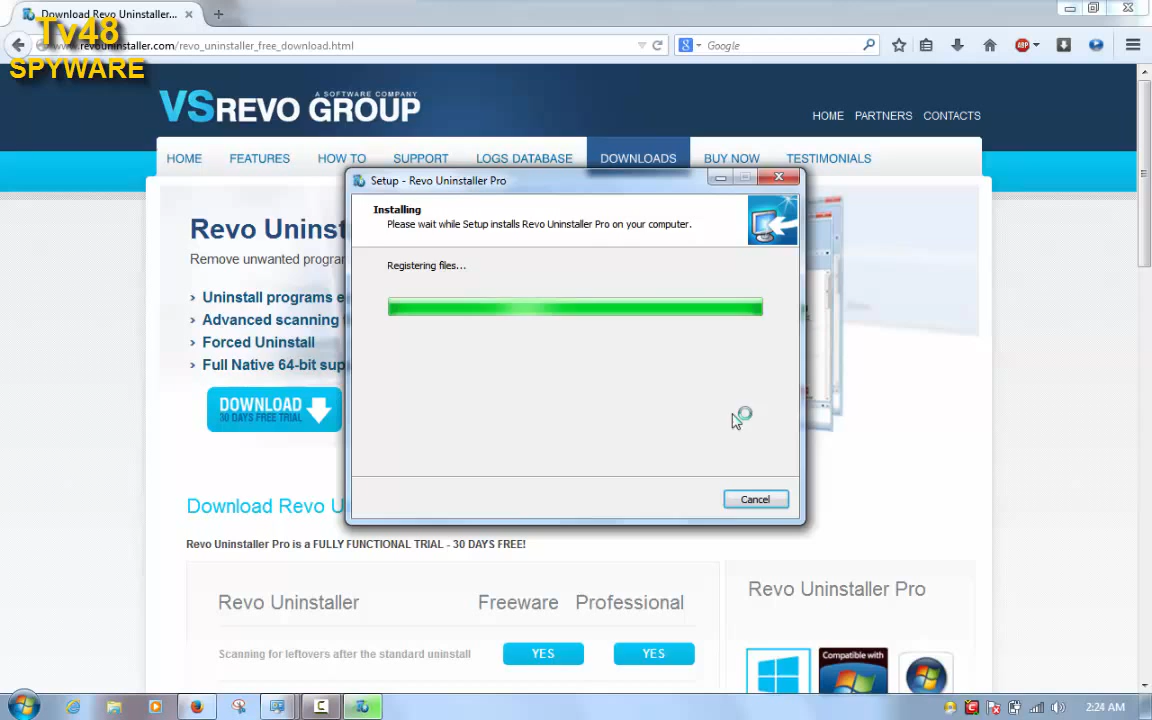 Download Revo Uninstaller...
Tv48
SPYWARE
www.revouninstaller.com/revo_uninstaller_free_download.html
Google
ABP
A SOFTWARE COMPANY
VSREVO GROUP
HOME PARTNERS CONTACTS
HOME FEATURES HOW TO SUPPORT LOGS DATABASE DOWNLOADS BUY NOW TESTIMONIALS
Setup - Revo Uninstaller Pro
Installing
Please wait while Setup installs Revo Uninstaller Pro on your computer.
Registering files...
Cancel
Revo Uninst
Remove unwanted progra
› Uninstall programs e
› Advanced scanning
› Forced Uninstall
› Full Native 64-bit sup
DOWNLOAD
30 DAYS FREE TRIAL
Download Revo U
Revo Uninstaller Pro is a FULLY FUNCTIONAL TRIAL - 30 DAYS FREE!
Revo Uninstaller Freeware Professional
Scanning for leftovers after the standard uninstall YES YES
Revo Uninstaller Pro
Compatible with
2:24 AM